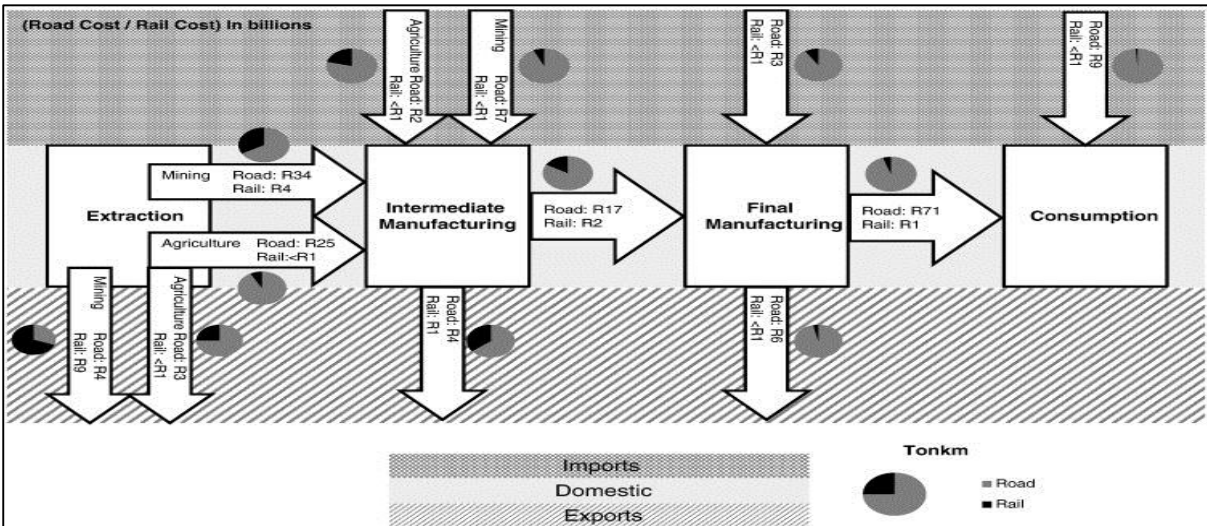 (Road Cost / Rail Cost) In billions
Agriculture Road: R2
Rail: <R1
Mining Road: R7
Rail: <R1
Road: R3
Rail: <R1
Road: R9
Rail: <R1
Mining Road: R34
Rail: R4
Extraction
Agriculture Road: R25
Rail:<R1
Intermediate
Manufacturing
Road: R17
Rail: R2
Final
Manufacturing
Road: R71
Rail: R1
Consumption
Mining Road: R4
Rail: R9
Agriculture Road: R3
Rail: <R1
Road: R4
Rail: R1
Road: R6
Rail: <R1
Imports
Domestic
Exports
Tonkm
Road
Rail